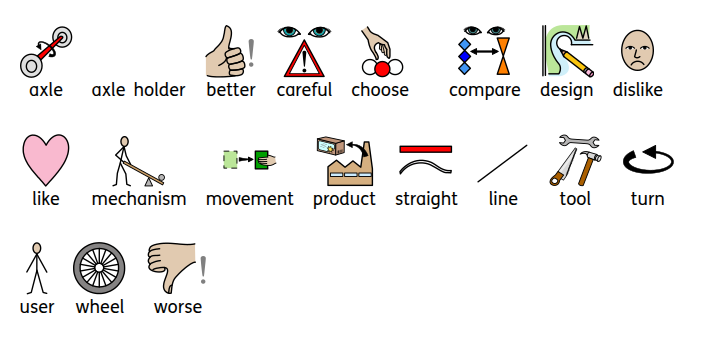 axle axle holder better careful choose compare design dislike
like mechanism movement product straight line tool turn
user wheel worse